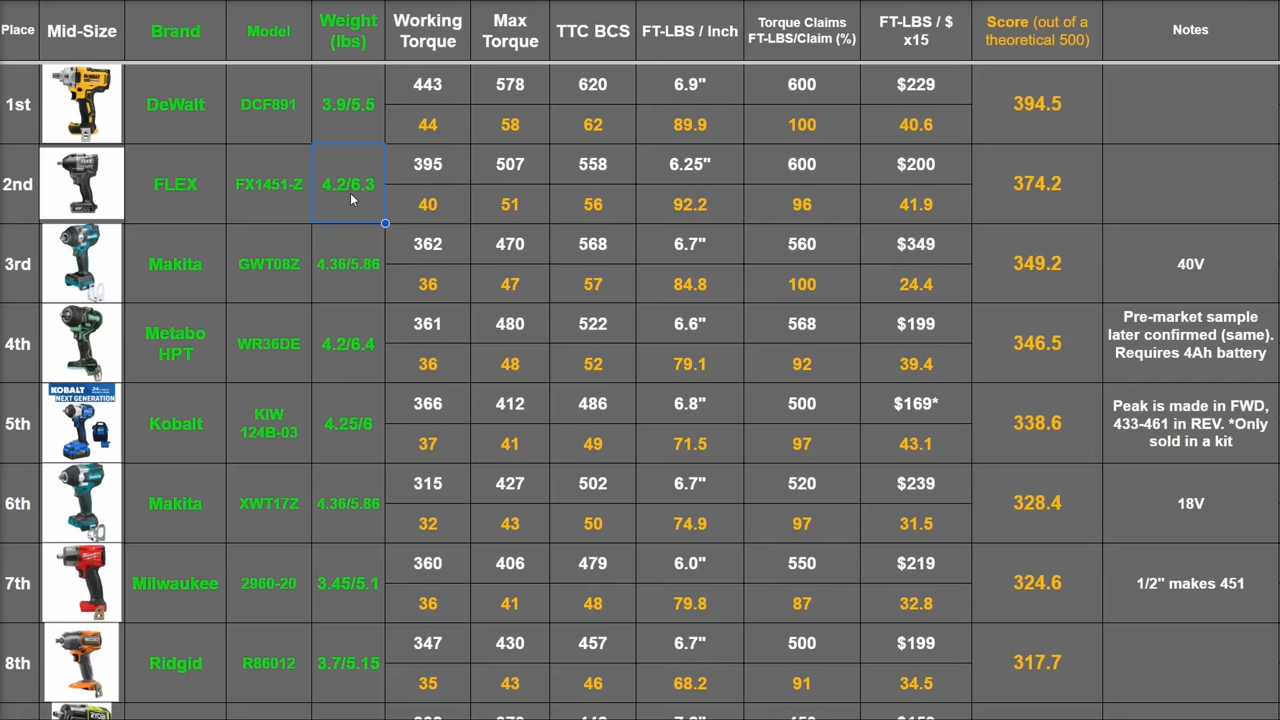 Place Mid-Size Brand Model Weight (lbs) Working Torque Max Torque TTC BCS FT-LBS / Inch Torque Claims FT-LBS/Claim (%) FT-LBS / $ x15 Score (out of a theoretical 500) Notes
1st DeWalt DCF891 3.9/5.5 443 578 620 6.9" 600 $229 394.5
44 58 62 89.9 100 40.6
2nd FLEX FX1451-Z 4.2/6.3 395 507 558 6.25" 600 $200 374.2
40 51 56 92.2 96 41.9
3rd Makita GWT08Z 4.36/5.86 362 470 568 6.7" 560 $349 349.2 40V
36 47 57 84.8 100 24.4
4th Metabo HPT WR36DE 4.2/6.4 361 480 522 6.6" 568 $199 346.5 Pre-market sample later confirmed (same). Requires 4Ah battery
36 48 52 79.1 92 39.4
KOBALT
NEXT GENERATION
5th Kobalt KIW 124B-03 4.25/6 366 412 486 6.8" 500 $169* 338.6 Peak is made in FWD, 433-461 in REV. *Only sold in a kit
37 41 49 71.5 97 43.1
6th Makita XWT17Z 4.36/5.86 315 427 502 6.7" 520 $239 328.4 18V
32 43 50 74.9 97 31.5
7th Milwaukee 2960-20 3.45/5.1 360 406 479 6.0" 550 $219 324.6 1/2" makes 451
36 41 48 79.8 87 32.8
8th Ridgid R86012 3.7/5.15 347 430 457 6.7" 500 $199 317.7
35 43 46 68.2 91 34.5
RYOBI